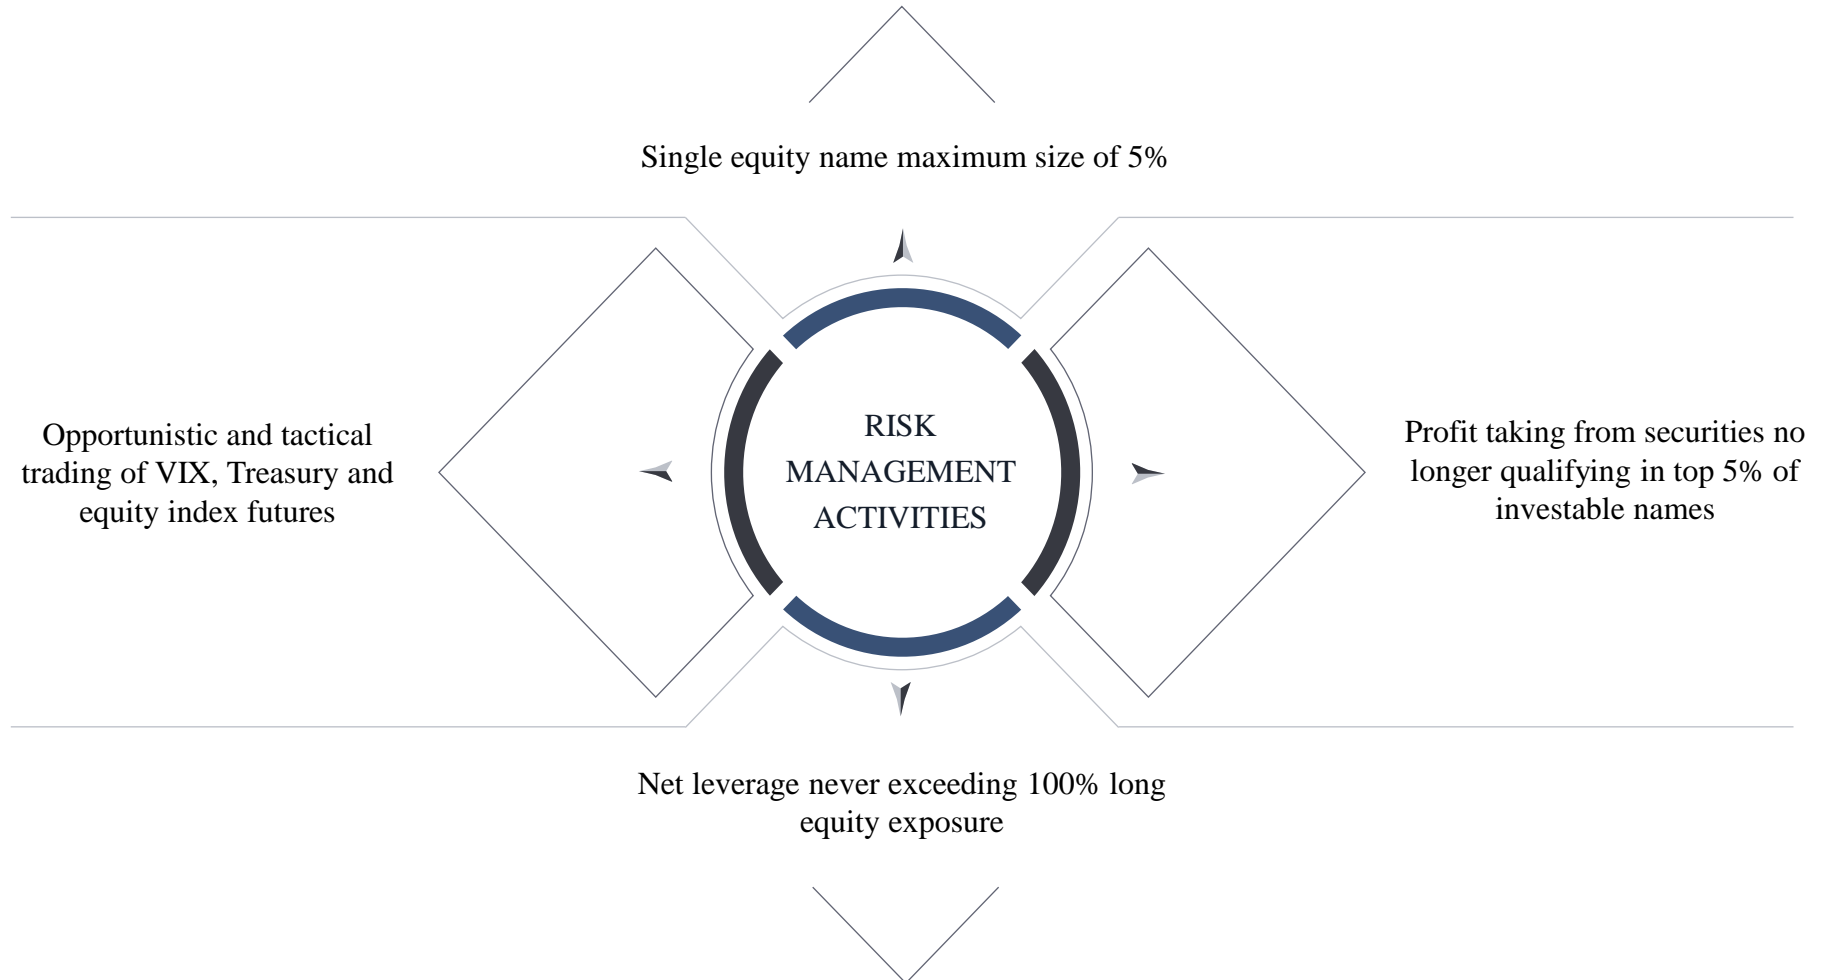 Single equity name maximum size of 5%
Opportunistic and tactical
trading of VIX, Treasury and
equity index futures
RISK
MANAGEMENT
ACTIVITIES
Profit taking from securities no
longer qualifying in top 5% of
investable names
Net leverage never exceeding 100% long
equity exposure